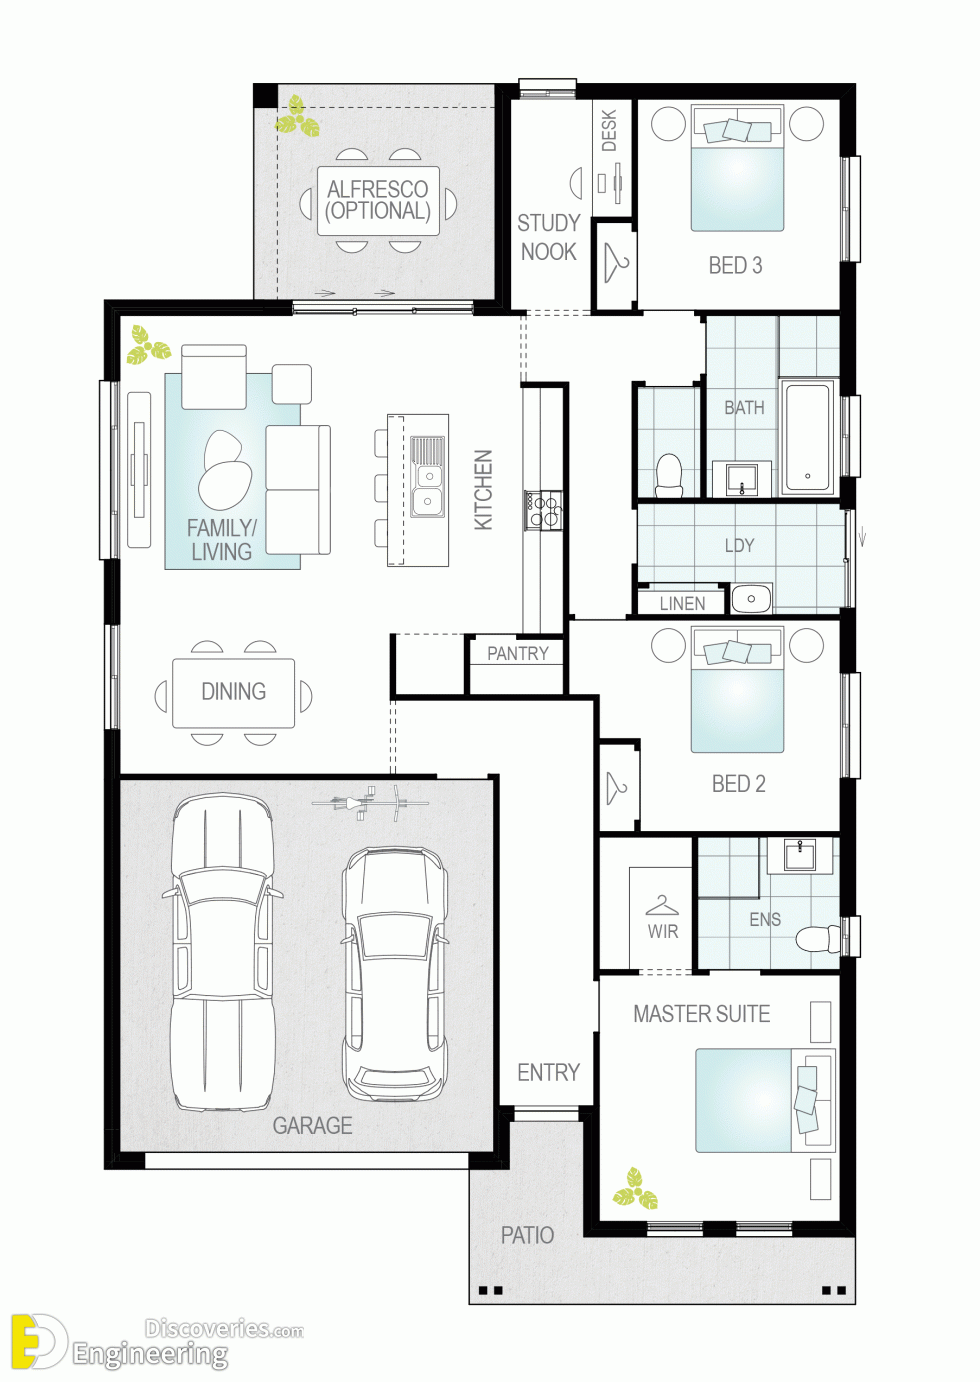 DESK
ALFRESCO
(OPTIONAL)
STUDY
NOOK
BED 3
BATH
KITCHEN
FAMILY/
LIVING
LDY
LINEN
PANTRY
DINING
BED 2
ENS
WIR
MASTER SUITE
ENTRY
GARAGE
PATIO
ED
Discoveries.com
Engineering